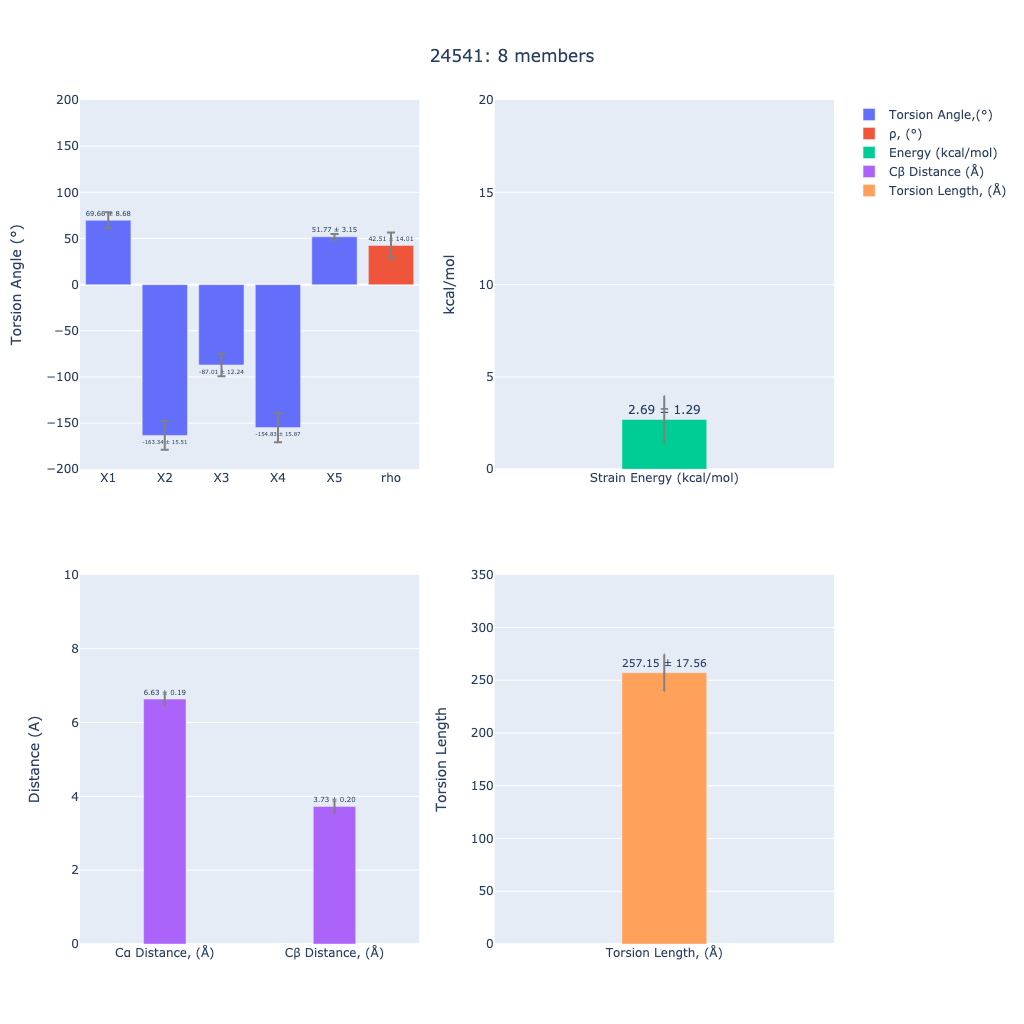 24541: 8 members
Torsion Angle (°)
200
150
100
50
0
−50
−100
−150
−200
69.66 ± 8.68
-163.34 ± 15.51
-87.01 ± 12.24
-154.83 ± 15.87
51.77 ± 3.15
42.51 ± 14.01
X1 X2 X3 X4 X5 rho
kcal/mol
20
15
10
5
0
2.69 ± 1.29
Strain Energy (kcal/mol)
Torsion Angle,(°)
ρ, (°)
Energy (kcal/mol)
Cβ Distance (Å)
Torsion Length, (Å)
Distance (A)
10
8
6
4
2
0
6.63 ± 0.19
3.73 ± 0.20
Cα Distance, (Å) Cβ Distance, (Å)
Torsion Length
350
300
250
200
150
100
50
0
257.15 ± 17.56
Torsion Length, (Å)